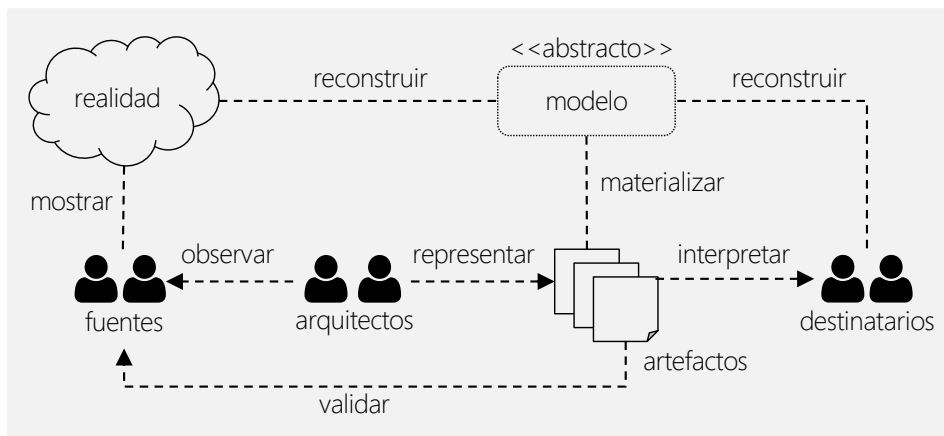 <<abstracto>>
realidad
reconstruir
modelo
reconstruir
mostrar
materializar
observar
representar
interpretar
fuentes
arquitectos
artefactos
destinatarios
validar